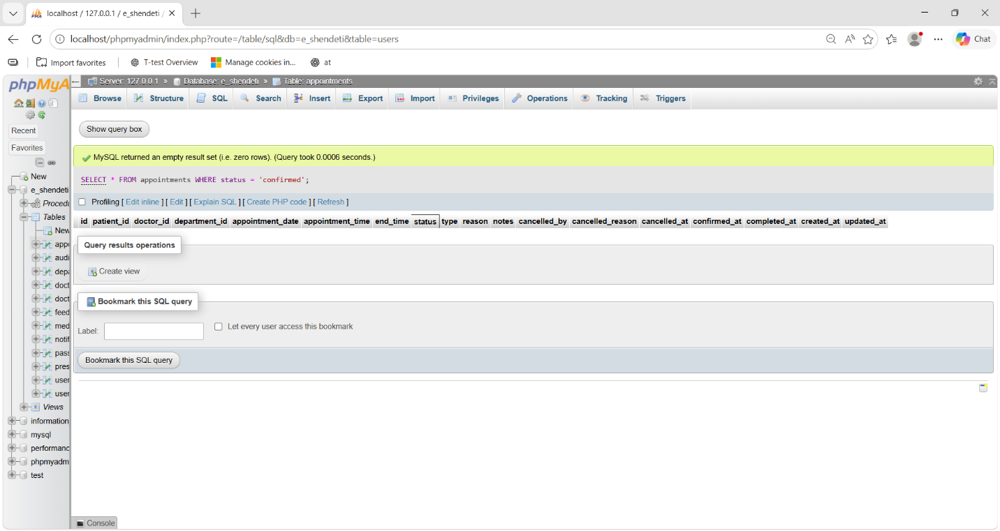 localhost / 127.0.0.1 / e_shendeti /
localhost/phpmyadmin/index.php?route=/table/sql&db=e_shendeti&table=users
Chat
Import favorites
T-test Overview
Manage cookies in...
at
phpMyA
Server: 127.0.0.1 » Database: e_shendeti » Table: appointments
Browse Structure SQL Search Insert Export Import Privileges Operations Tracking Triggers
Recent
Favorites
New
e_shendeti
Procedu
Tables
New
appo
audi
depa
doct
doct
feed
med
notif
pass
pres
user
user
Views
information
mysql
performanc
phpmyadm
test
Show query box
MySQL returned an empty result set (i.e. zero rows). (Query took 0.0006 seconds.)
SELECT * FROM appointments WHERE status = 'confirmed';
Profiling [ Edit inline ] [ Edit ] [ Explain SQL ] [ Create PHP code ] [ Refresh ]
id patient_id doctor_id department_id appointment_date appointment_time end_time status type reason notes cancelled_by cancelled_reason cancelled_at confirmed_at completed_at created_at updated_at
Query results operations
Create view
Bookmark this SQL query
Label:
Let every user access this bookmark
Bookmark this SQL query
Console